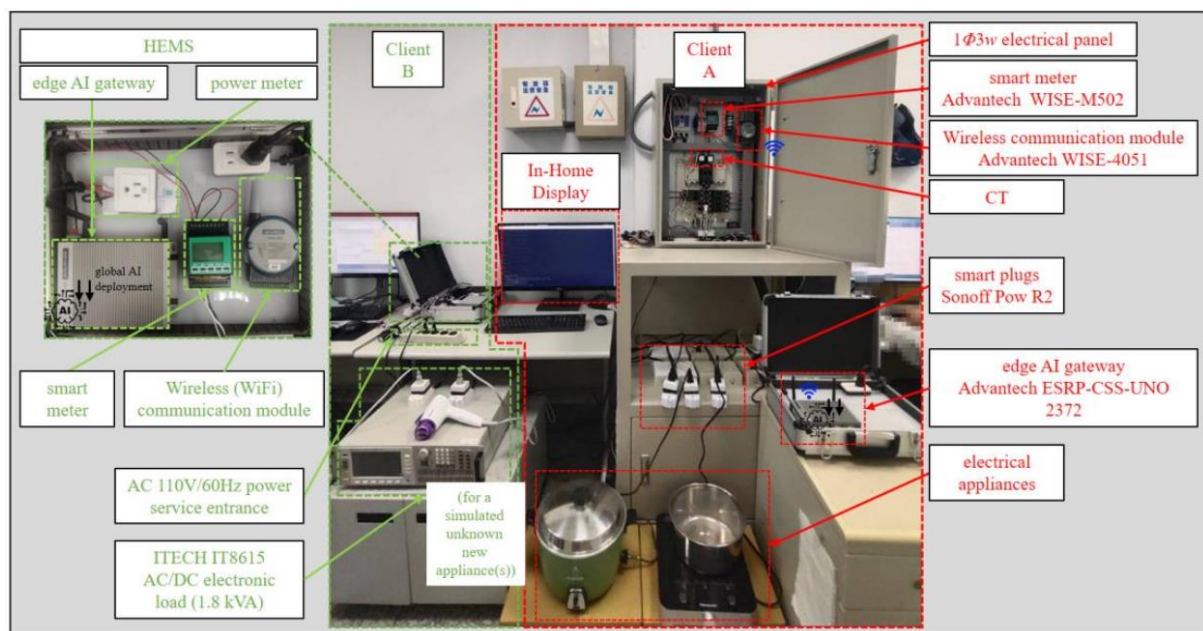 HEMS
edge AI gateway
power meter
global AI
deployment
AI
smart
meter
Wireless (WiFi)
communication module
AC 110V/60Hz power
service entrance
ITECH IT8615
AC/DC electronic
load (1.8 kVA)
Client
B
(for a
simulated
unknown
new
appliance(s))
In-Home
Display
Client
A
AI
1Φ3w electrical panel
smart meter
Advantech WISE-M502
Wireless communication module
Advantech WISE-4051
CT
smart plugs
Sonoff Pow R2
edge AI gateway
Advantech ESRP-CSS-UNO
2372
electrical
appliances